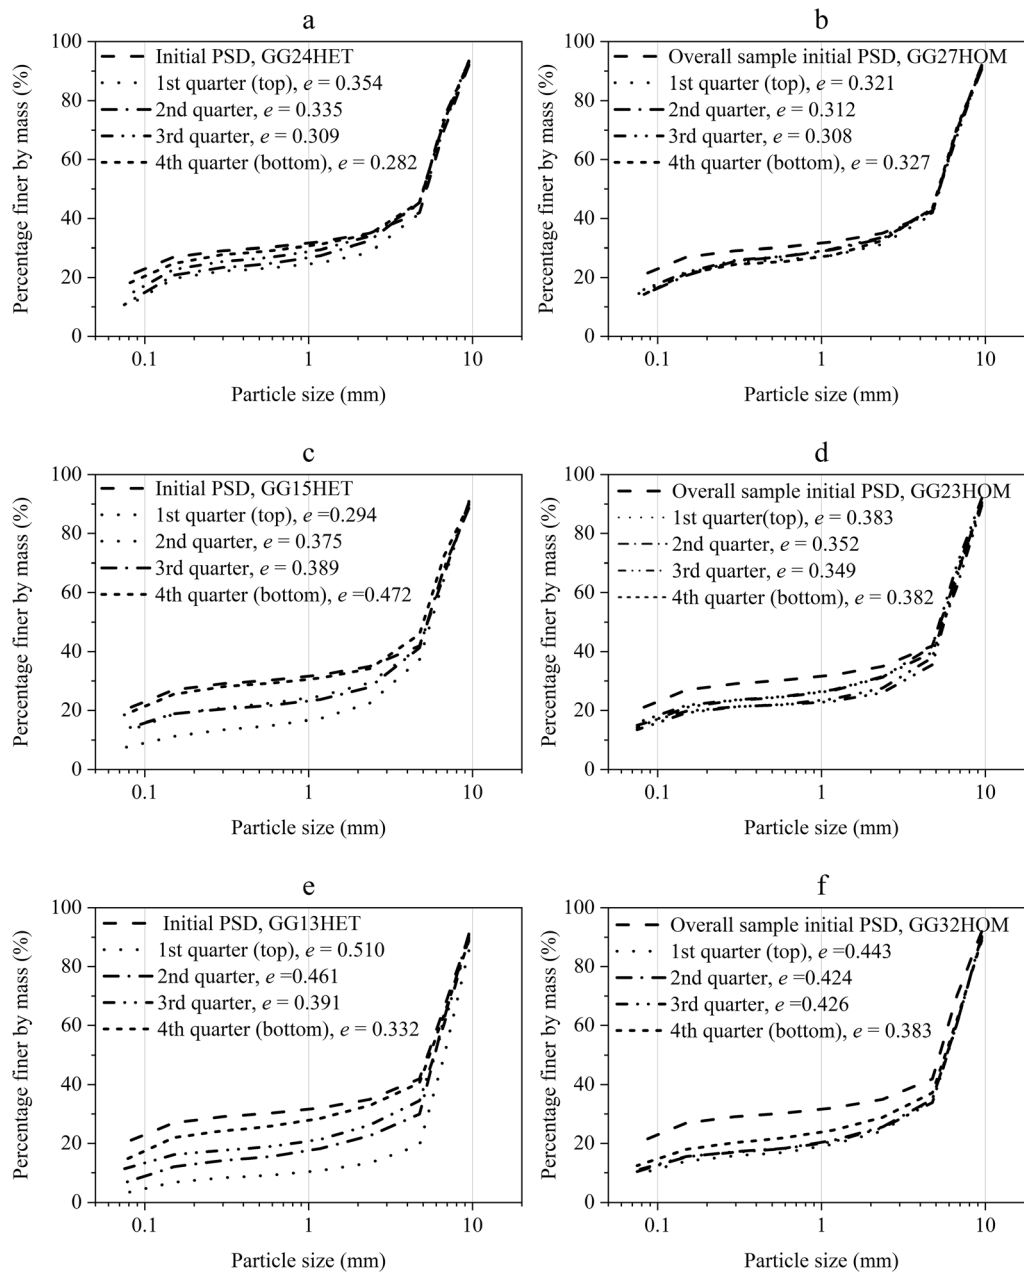 a
Percentage finer by mass (%)
100
80
60
40
20
0
Initial PSD, GG24HET
1st quarter (top), e = 0.354
2nd quarter, e = 0.335
3rd quarter, e = 0.309
4th quarter (bottom), e = 0.282
0.1
1
10
Particle size (mm)
b
Percentage finer by mass (%)
100
80
60
40
20
0
Overall sample initial PSD, GG27HOM
1st quarter (top), e = 0.321
2nd quarter, e = 0.312
3rd quarter, e = 0.308
4th quarter (bottom), e = 0.327
0.1
1
10
Particle size (mm)
c
Percentage finer by mass (%)
100
80
60
40
20
0
Initial PSD, GG15HET
1st quarter (top), e =0.294
2nd quarter, e = 0.375
3rd quarter, e = 0.389
4th quarter (bottom), e =0.472
0.1
1
10
Particle size (mm)
d
Percentage finer by mass (%)
100
80
60
40
20
0
Overall sample initial PSD, GG23HOM
1st quarter(top), e = 0.383
2nd quarter, e = 0.352
3rd quarter, e = 0.349
4th quarter (bottom), e = 0.382
0.1
1
10
Particle size (mm)
e
Percentage finer by mass (%)
100
80
60
40
20
0
Initial PSD, GG13HET
1st quarter (top), e = 0.510
2nd quarter, e =0.461
3rd quarter, e = 0.391
4th quarter (bottom), e = 0.332
0.1
1
10
Particle size (mm)
f
Percentage finer by mass (%)
100
80
60
40
20
0
Overall sample initial PSD, GG32HOM
1st quarter (top), e =0.443
2nd quarter, e =0.424
3rd quarter, e =0.426
4th quarter (bottom), e = 0.383
0.1
1
10
Particle size (mm)